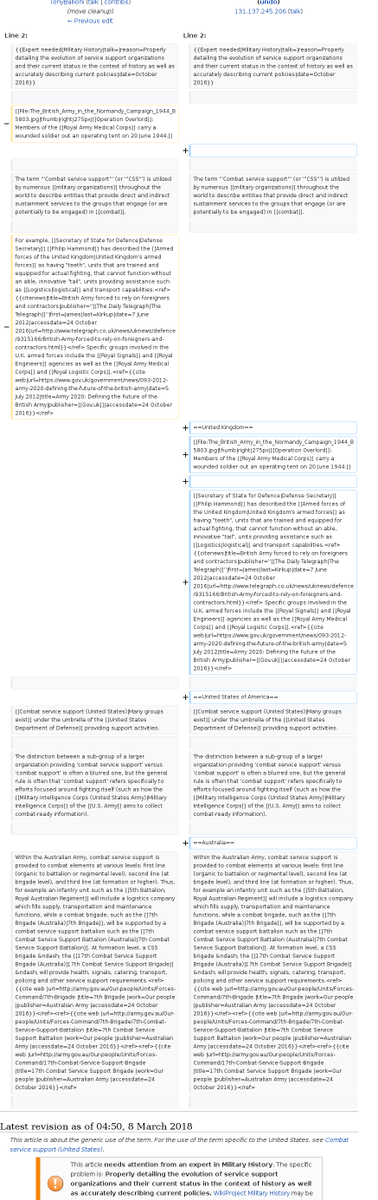 TonyBallioni (talk | contribs)
(move cleanup)
← Previous edit
(undo)
131.137.245.206 (talk)
Line 2:
Line 2:
{{Expert needed|Military History|talk=|reason=Properly
detailing the evolution of service support organizations
and their current status in the context of history as well as
accurately describing current policies|date=October
2016}}
{{Expert needed|Military History|talk=|reason=Properly
detailing the evolution of service support organizations
and their current status in the context of history as well as
accurately describing current policies|date=October
2016}}
−
[[File:The_British_Army_in_the_Normandy_Campaign_1944_B
5803.jpg|thumb|right|275px|[[Operation Overlord]]:
Members of the [[Royal Army Medical Corps]] carry a
wounded soldier out an operating tent on 20 June 1944.]]
+
The term '''Combat service support''' (or '''CSS''') is utilized
by numerous [[military organizations]] throughout the
world to describe entities that provide direct and indirect
sustainment services to the groups that engage (or are
potentially to be engaged) in [[combat]].
The term '''Combat service support''' (or '''CSS''') is utilized
by numerous [[military organizations]] throughout the
world to describe entities that provide direct and indirect
sustainment services to the groups that engage (or are
potentially to be engaged) in [[combat]].
−
For example, [[Secretary of State for Defence|Defense
Secretary]] [[Philip Hammond]] has described the [[Armed
forces of the United Kingdom|United Kingdom's armed
forces]] as having "teeth", units that are trained and
equipped for actual fighting, that cannot function without
an able, innovative "tail", units providing assistance such
as [[Logistics|logistical]] and transport capabilities.<ref>
{{citenews|title=British Army forced to rely on foreigners
and contractors|publisher=''[[The Daily Telegraph|The
Telegraph]]''|first=James|last=Kirkup|date=7 June
2012|accessdate=24 October
2016|url=http://www.telegraph.co.uk/news/uknews/defence
/9315166/British-Army-forced-to-rely-on-foreigners-and-
contractors.html}}</ref> Specific groups involved in the
U.K. armed forces include the [[Royal Signals]] and [[Royal
Engineers]] agencies as well as the [[Royal Army Medical
Corps]] and [[Royal Logistic Corps]].<ref>{{cite
web|url=https://www.gov.uk/government/news/093-2012-
army-2020-defining-the-future-of-the-british-army|date=5
July 2012|title=Army 2020: Defining the Future of the
British Army|publisher=[[Gov.uk]]|accessdate=24 October
2016}}</ref>
+
==United Kingdom==
+
[[File:The_British_Army_in_the_Normandy_Campaign_1944_B
5803.jpg|thumb|right|275px|[[Operation Overlord]]:
Members of the [[Royal Army Medical Corps]] carry a
wounded soldier out an operating tent on 20 June 1944.]]
+
+
[[Secretary of State for Defence|Defense Secretary]]
[[Philip Hammond]] has described the [[Armed forces of
the United Kingdom|United Kingdom's armed forces]] as
having "teeth", units that are trained and equipped for
actual fighting, that cannot function without an able,
innovative "tail", units providing assistance such as
[[Logistics|logistical]] and transport capabilities.<ref>
{{citenews|title=British Army forced to rely on foreigners
and contractors|publisher=''[[The Daily Telegraph|The
Telegraph]]''|first=James|last=Kirkup|date=7 June
2012|accessdate=24 October
2016|url=http://www.telegraph.co.uk/news/uknews/defence
/9315166/British-Army-forced-to-rely-on-foreigners-and-
contractors.html}}</ref> Specific groups involved in the
U.K. armed forces include the [[Royal Signals]] and [[Royal
Engineers]] agencies as well as the [[Royal Army Medical
Corps]] and [[Royal Logistic Corps]].<ref>{{cite
web|url=https://www.gov.uk/government/news/093-2012-
army-2020-defining-the-future-of-the-british-army|date=5
July 2012|title=Army 2020: Defining the Future of the
British Army|publisher=[[Gov.uk]]|accessdate=24 October
2016}}</ref>
+
==United States of America==
[[Combat service support (United States)|Many groups
exist]] under the umbrella of the [[United States
Department of Defense]] providing support activities.
[[Combat service support (United States)|Many groups
exist]] under the umbrella of the [[United States
Department of Defense]] providing support activities.
The distinction between a sub-group of a larger
organization providing 'combat service support' versus
'combat support' is often a blurred one, but the general
rule is often that 'combat support' refers specifically to
efforts focused around fighting itself (such as how the
[[Military Intelligence Corps (United States Army)|Military
Intelligence Corps]] of the [[U.S. Army]] aims to collect
combat-ready information).
The distinction between a sub-group of a larger
organization providing 'combat service support' versus
'combat support' is often a blurred one, but the general
rule is often that 'combat support' refers specifically to
efforts focused around fighting itself (such as how the
[[Military Intelligence Corps (United States Army)|Military
Intelligence Corps]] of the [[U.S. Army]] aims to collect
combat-ready information).
+
==Australia==
Within the Australian Army, combat service support is
provided to combat elements at various levels: first line
(organic to battalion or regimental level), second line (at
brigade level), and third line (at formation or higher). Thus,
for example an infantry unit such as the [[5th Battalion,
Royal Australian Regiment]] will include a logistics company
which fills supply, transportation and maintenance
functions, while a combat brigade, such as the [[7th
Brigade (Australia)|7th Brigade]], will be supported by a
combat service support battalion such as the [[7th
Combat Service Support Battalion (Australia)|7th Combat
Service Support Battalion]]. At formation level, a CSS
brigade &ndash; the [[17th Combat Service Support
Brigade (Australia)|17th Combat Service Support Brigade]]
&ndash; will provide health, signals, catering, transport,
policing and other service support requirements.<ref>
{{cite web |url=http://army.gov.au/Our-people/Units/Forces-
Command/7th-Brigade |title=7th Brigade |work=Our people
|publisher=Australian Army |accessdate=24 October
2016}}</ref><ref>{{cite web |url=http://army.gov.au/Our-
people/Units/Forces-Command/7th-Brigade/7th-Combat-
Service-Support-Battalion |title=7th Combat Service
Support Battalion |work=Our people |publisher=Australian
Army |accessdate=24 October 2016}}</ref><ref>{{cite
web |url=http://army.gov.au/Our-people/Units/Forces-
Command/17th-Combat-Service-Support-Brigade
|title=17th Combat Service Support Brigade |work=Our
people |publisher=Australian Army |accessdate=24
October 2016}}</ref>
Within the Australian Army, combat service support is
provided to combat elements at various levels: first line
(organic to battalion or regimental level), second line (at
brigade level), and third line (at formation or higher). Thus,
for example an infantry unit such as the [[5th Battalion,
Royal Australian Regiment]] will include a logistics company
which fills supply, transportation and maintenance
functions, while a combat brigade, such as the [[7th
Brigade (Australia)|7th Brigade]], will be supported by a
combat service support battalion such as the [[7th
Combat Service Support Battalion (Australia)|7th Combat
Service Support Battalion]]. At formation level, a CSS
brigade &ndash; the [[17th Combat Service Support
Brigade (Australia)|17th Combat Service Support Brigade]]
&ndash; will provide health, signals, catering, transport,
policing and other service support requirements.<ref>
{{cite web |url=http://army.gov.au/Our-people/Units/Forces-
Command/7th-Brigade |title=7th Brigade |work=Our people
|publisher=Australian Army |accessdate=24 October
2016}}</ref><ref>{{cite web |url=http://army.gov.au/Our-
people/Units/Forces-Command/7th-Brigade/7th-Combat-
Service-Support-Battalion |title=7th Combat Service
Support Battalion |work=Our people |publisher=Australian
Army |accessdate=24 October 2016}}</ref><ref>{{cite
web |url=http://army.gov.au/Our-people/Units/Forces-
Command/17th-Combat-Service-Support-Brigade
|title=17th Combat Service Support Brigade |work=Our
people |publisher=Australian Army |accessdate=24
October 2016}}</ref>
Latest revision as of 04:50, 8 March 2018
This article is about the generic use of the term. For the use of the term specific to the United States, see Combat
service support (United States).
This article needs attention from an expert in Military History. The specific
problem is: Properly detailing the evolution of service support
organizations and their current status in the context of history as well
as accurately describing current policies. WikiProject Military History may be